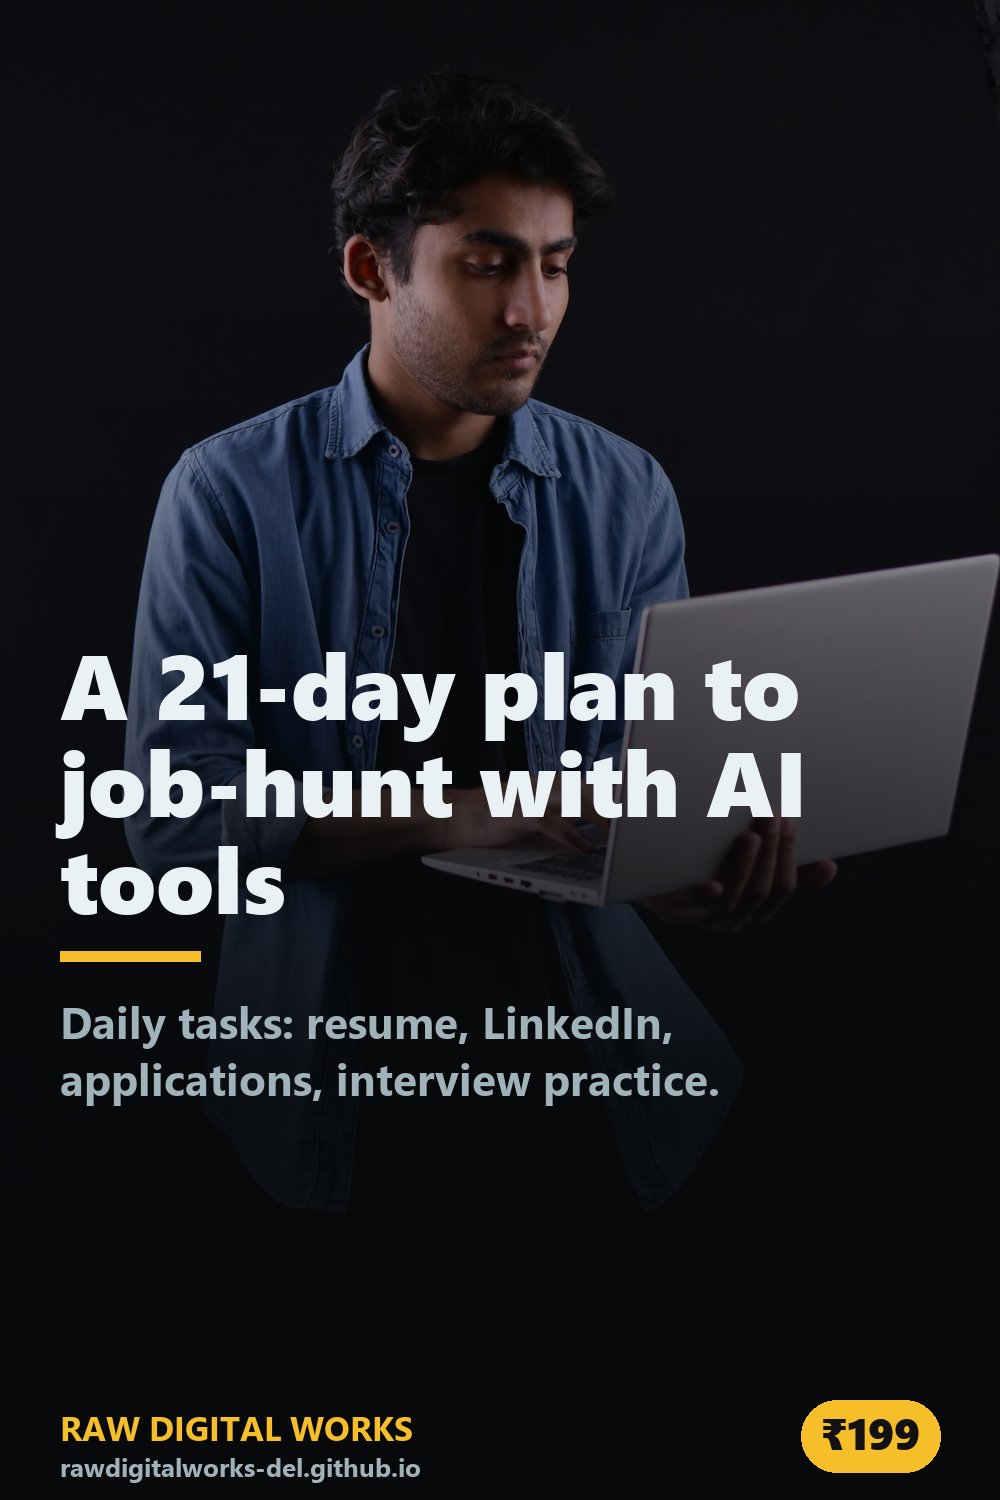 A 21-day plan to
job-hunt with AI
tools
Daily tasks: resume, LinkedIn,
applications, interview practice.
RAW DIGITAL WORKS
rawdigitalworks-del.github.io
₹199